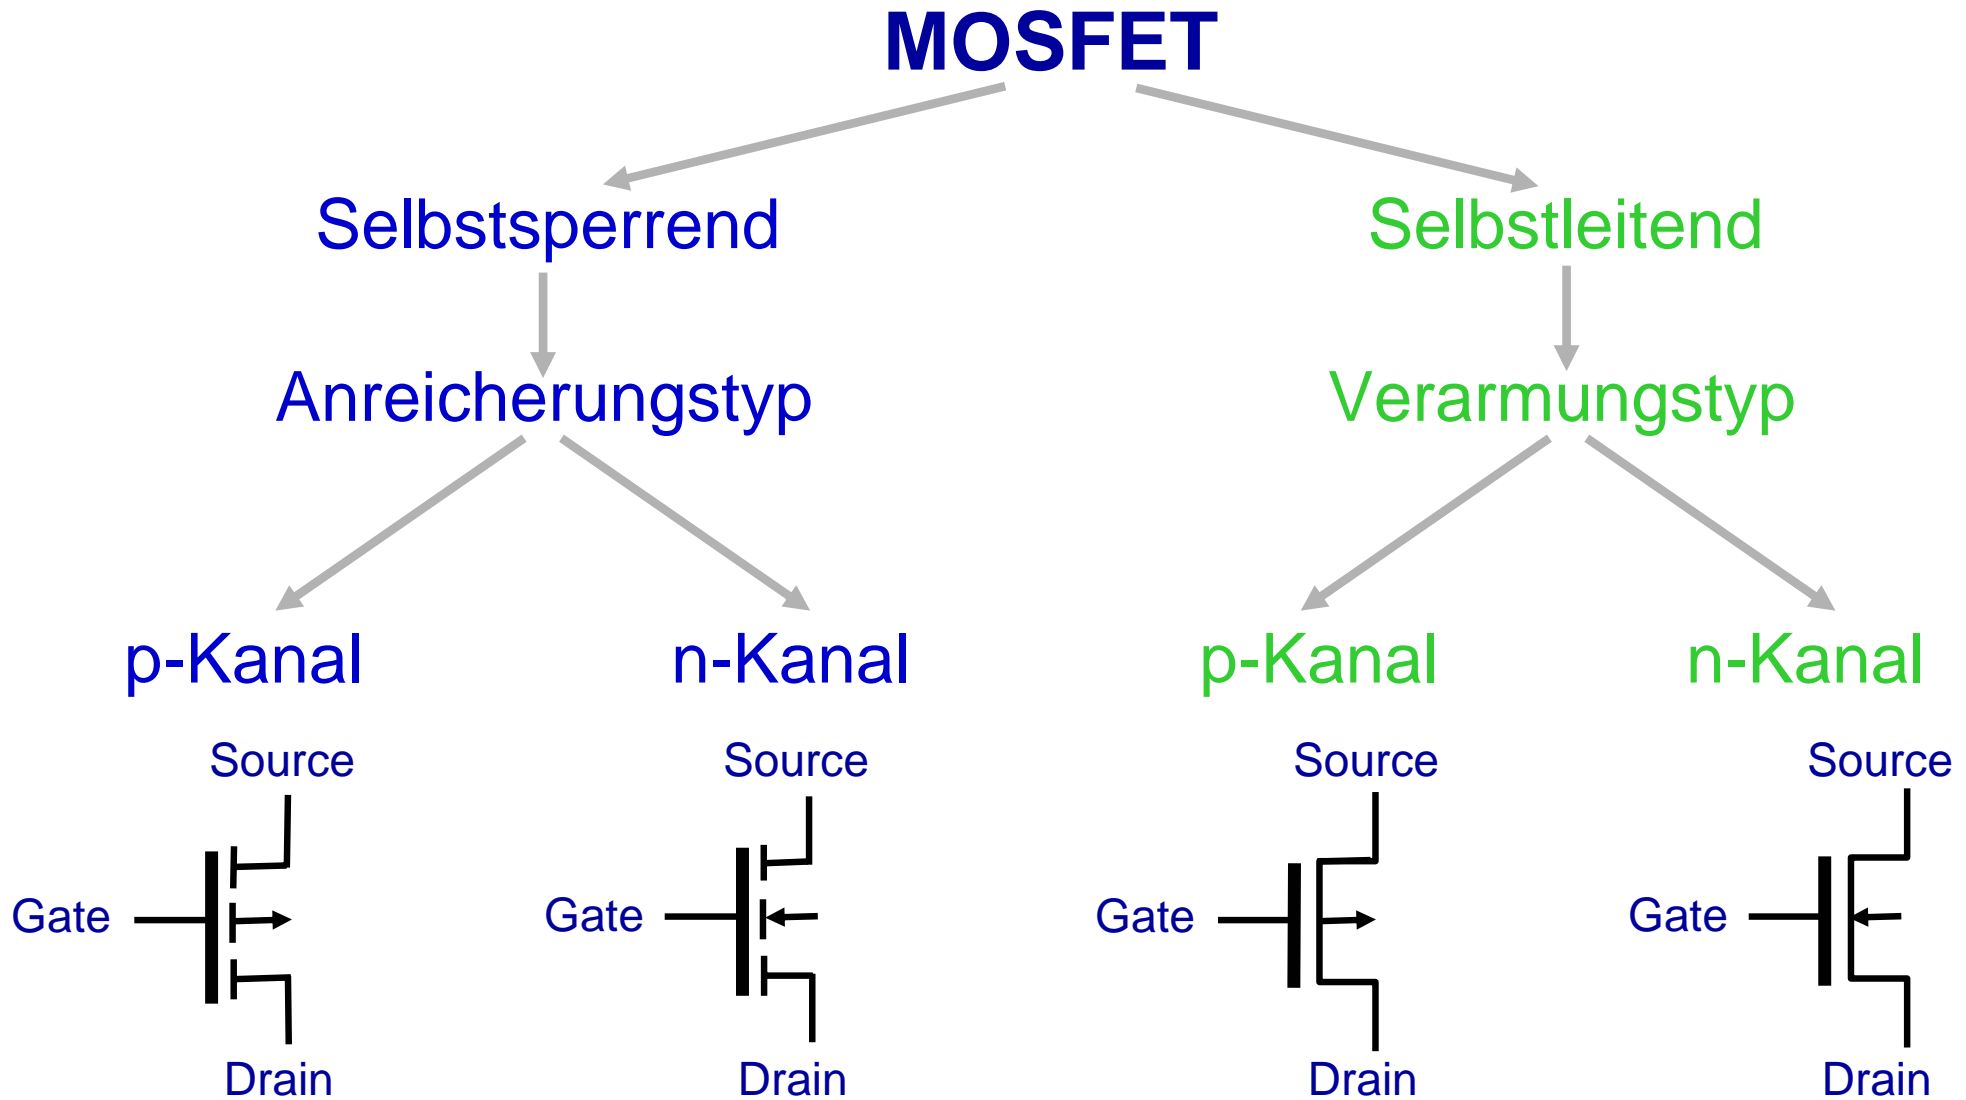 MOSFET
Selbstsperrend
Selbstleitend
Anreicherungstyp
Verarmungstyp
p-Kanal
n-Kanal
p-Kanal
n-Kanal
Source
Source
Source
Source
Gate
Gate
Gate
Gate
Drain
Drain
Drain
Drain